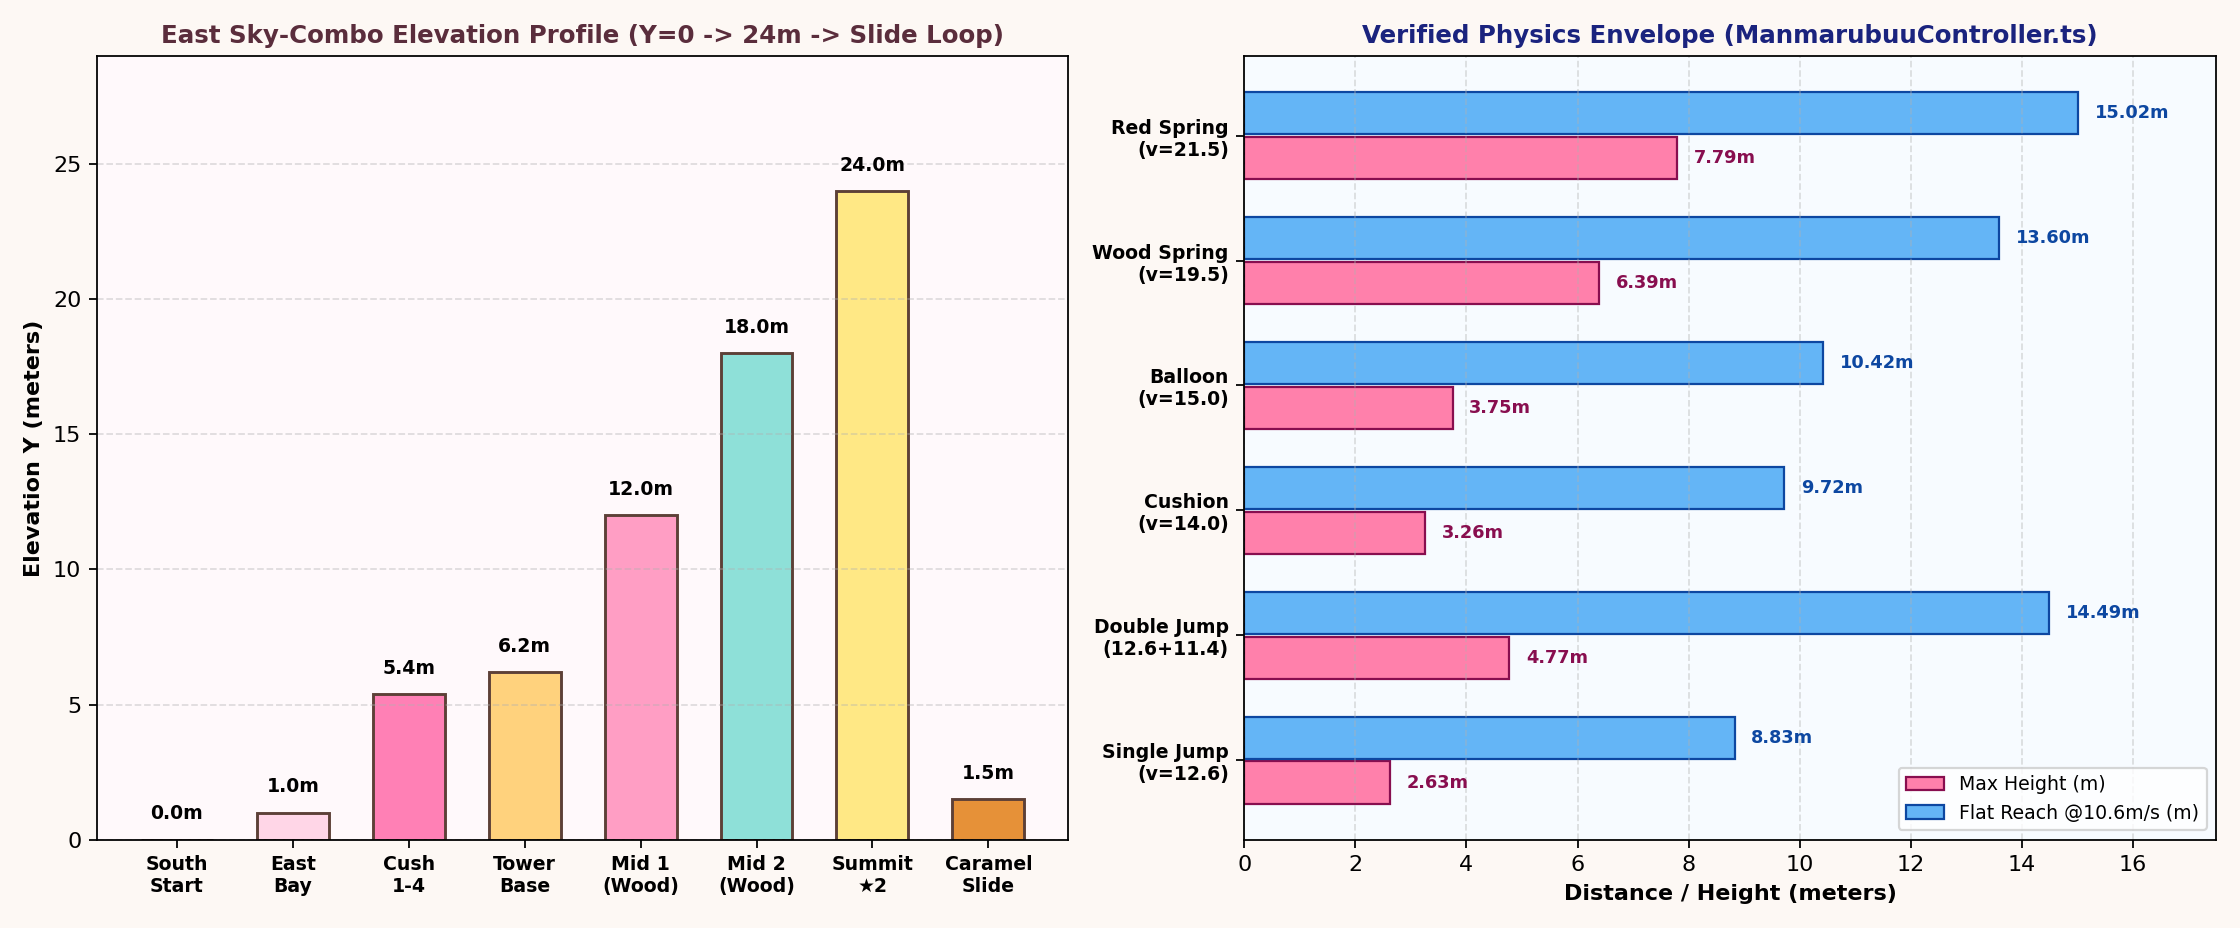 East Sky-Combo Elevation Profile (Y=0 -> 24m -> Slide Loop)
Elevation Y (meters)
25
20
15
10
5
0
0.0m
1.0m
5.4m
6.2m
12.0m
18.0m
24.0m
1.5m
South
Start
East
Bay
Cush
1-4
Tower
Base
Mid 1
(Wood)
Mid 2
(Wood)
Summit
★2
Caramel
Slide
Verified Physics Envelope (ManmarubuuController.ts)
Red Spring
(v=21.5)
15.02m
7.79m
Wood Spring
(v=19.5)
13.60m
6.39m
Balloon
(v=15.0)
10.42m
3.75m
Cushion
(v=14.0)
9.72m
3.26m
Double Jump
(12.6+11.4)
14.49m
4.77m
Single Jump
(v=12.6)
8.83m
2.63m
Max Height (m)
Flat Reach @10.6m/s (m)
0 2 4 6 8 10 12 14 16
Distance / Height (meters)